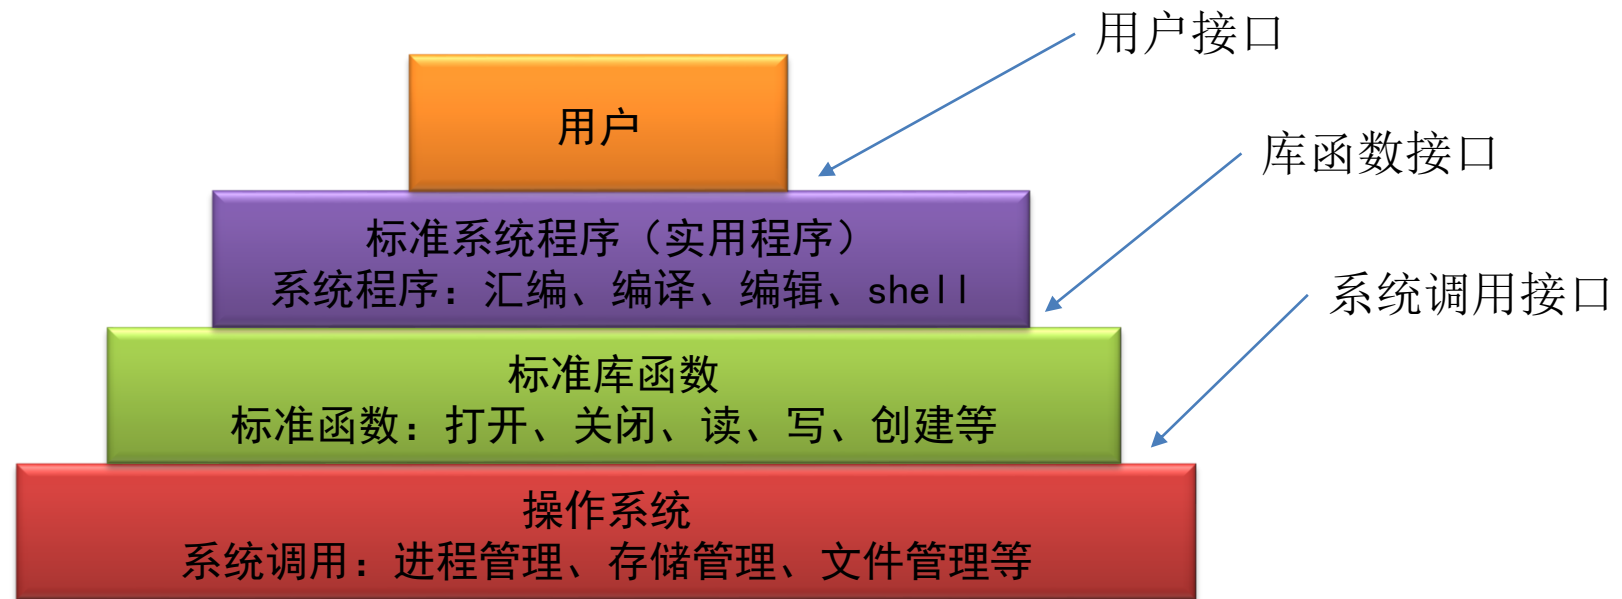 用户接口
用户
库函数接口
标准系统程序（实用程序）
系统程序：汇编、编译、编辑、shell
系统调用接口
标准库函数
标准函数：打开、关闭、读、写、创建等
操作系统
系统调用：进程管理、存储管理、文件管理等